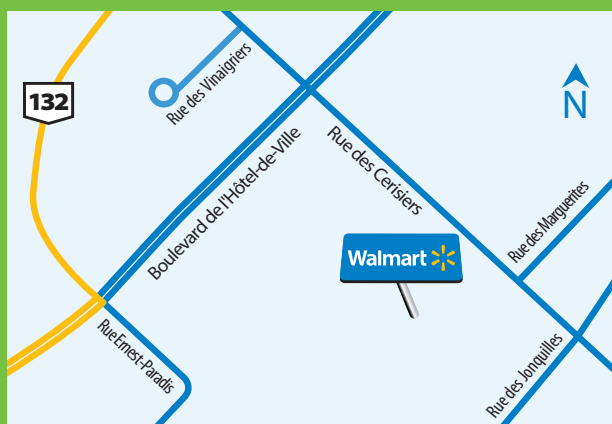 132
Rue des Vinaigriers
N
Boulevard de l'Hôtel-de-Ville
Rue des Cerisiers
Rue des Marguerites
Walmart
Rue Ernest-Paradis
Rue des Jonquilles